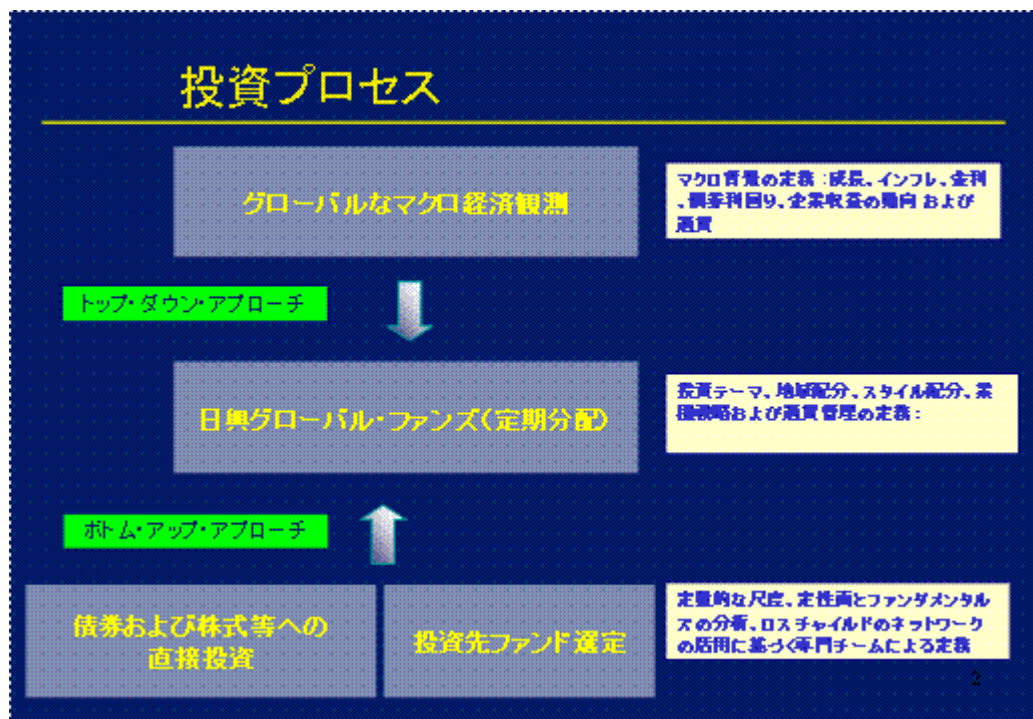 投資プロセス
グローバルなマクロ経済観測
マクロ背景の定義：成長、インフレ、金利
、債券利回り、企業収益の動向 および
通貨
トップ・ダウン・アプローチ
日興グローバル・ファンズ（定期分配）
投資テーマ、地域配分、スタイル配分、業
種戦略および通貨管理の定義：
ボトム・アップ・アプローチ
債券および株式等への
直接投資
投資先ファンド選定
定量的な尺度、定性面とファンダメンタル
ズの分析、ロスチャイルドのネットワーク
の活用に基づく専門チームによる定義
2